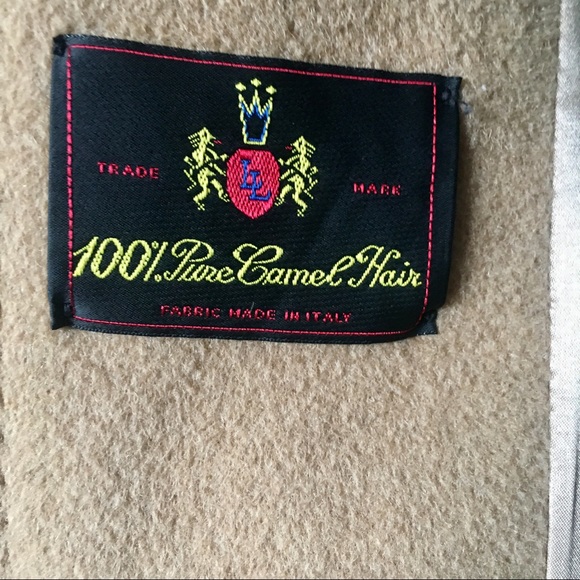 LL
TRADE MARK
100% Pure Camel Hair
FABRIC MADE IN ITALY